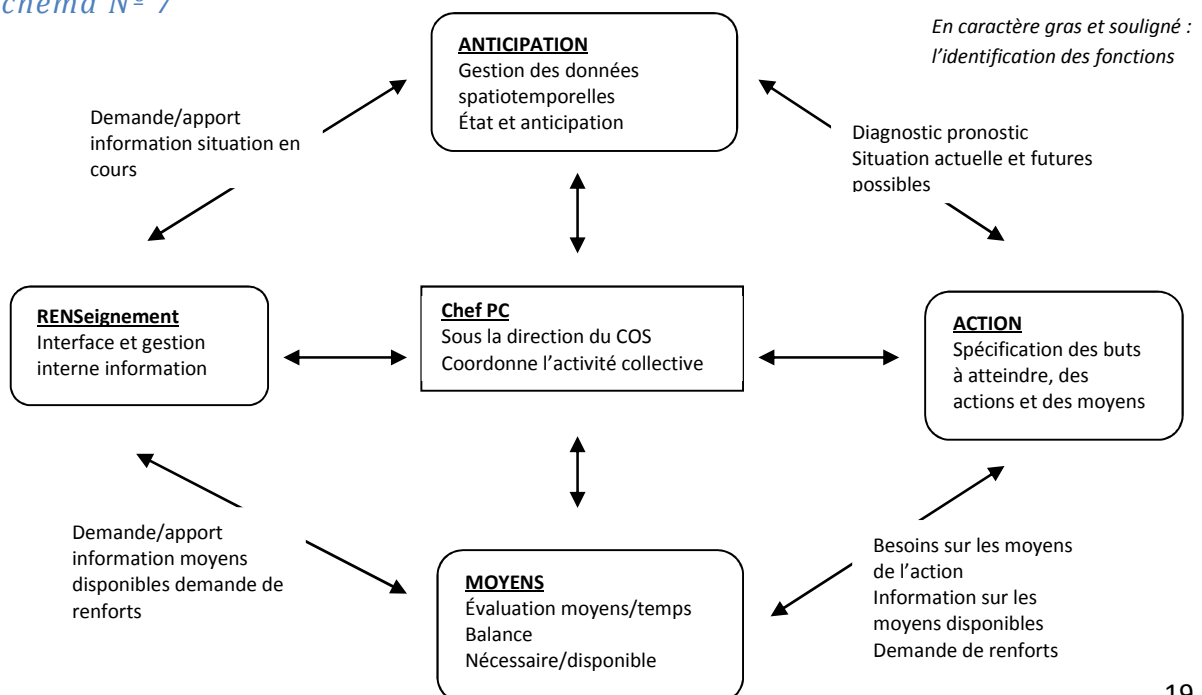 chéma Nº 7
En caractère gras et souligné :
l'identification des fonctions
ANTICIPATION
Gestion des données
spatiotemporelles
État et anticipation
Demande/apport
information situation en
cours
Diagnostic pronostic
Situation actuelle et futures
possibles
RENSeignement
Interface et gestion
interne information
Chef PC
Sous la direction du COS
Coordonne l'activité collective
ACTION
Spécification des buts
à atteindre, des
actions et des moyens
Demande/apport
information moyens
disponibles demande de
renforts
MOYENS
Évaluation moyens/temps
Balance
Nécessaire/disponible
Besoins sur les moyens
de l'action
Information sur les
moyens disponibles
Demande de renforts
19